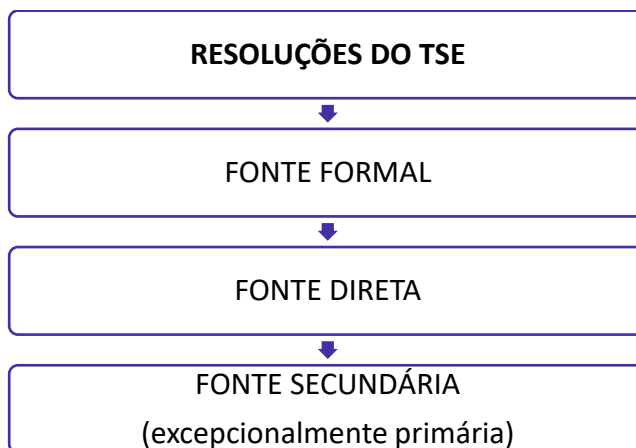 RESOLUÇÕES DO TSE
FONTE FORMAL
FONTE DIRETA
FONTE SECUNDÁRIA
(excepcionalmente primária)